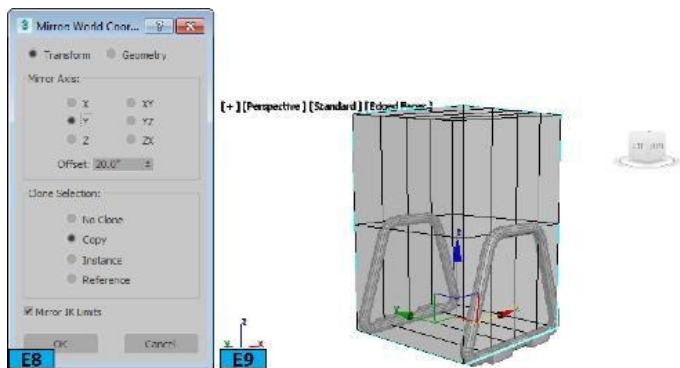 3 Mirror: World Coor... ?
Transform Geometry
Mirror Axis:
X XY
Y YZ
Z ZX
Offset: 20.0"
Clone Selection:
No Clone
Copy
Instance
Reference
Mirror IK Limits
OK Cancel
E8
[+] [Perspective] [Standard] [Edged Faces]
z
y x
E9